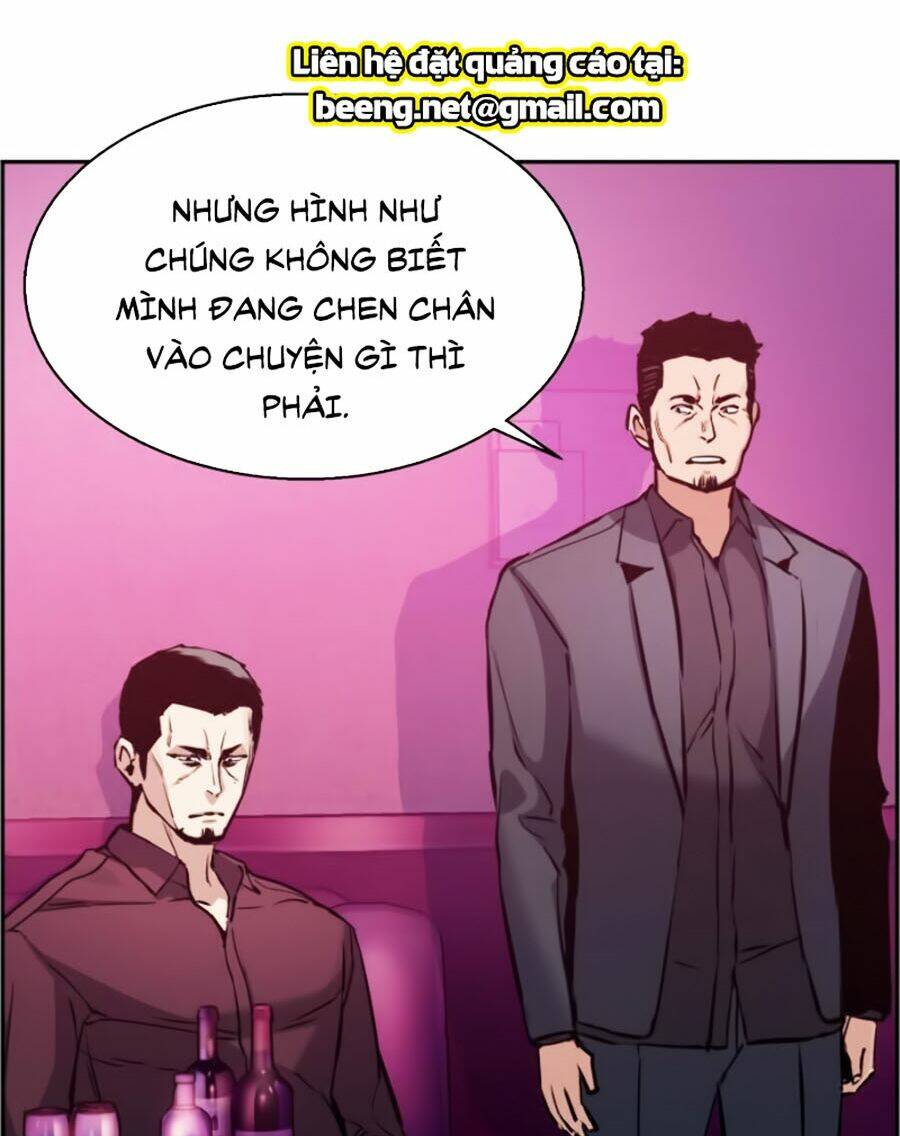 Liên hệ đặt quảng cáo tại:
beeng.net@gmail.com
NHƯNG HÌNH NHƯ
CHÚNG KHÔNG BIẾT
MÌNH ĐANG CHEN CHÂN
VÀO CHUYỆN GÌ THÌ
PHẢI.